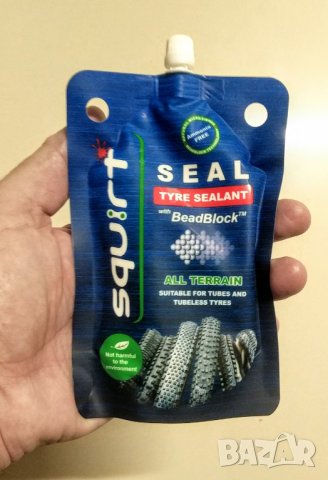 Ammonia
FREE
squirt
SEAL
TYRE SEALANT
with BeadBlock™
ALL TERRAIN
SUITABLE FOR TUBES AND
TUBELESS TYRES
Not harmful
to the
environment
BAZAR